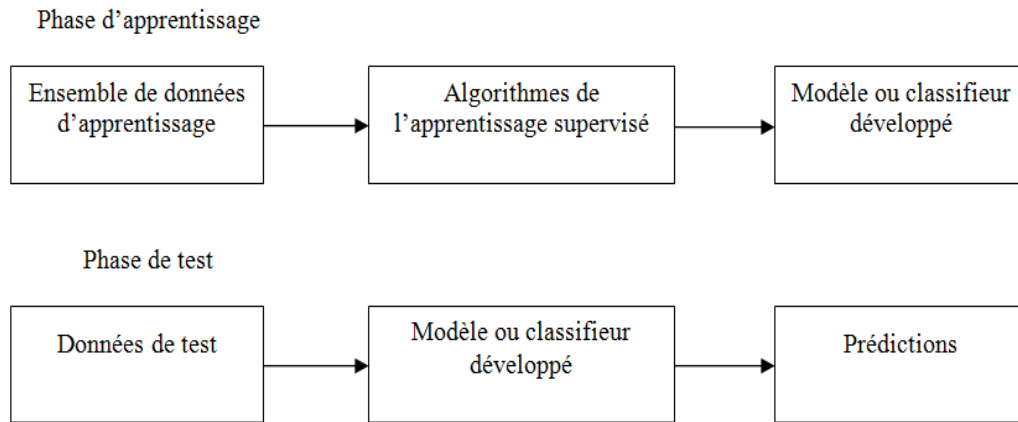 Phase d’apprentissage
Ensemble de données
d’apprentissage
Algorithmes de
l’apprentissage supervisé
Modèle ou classifieur
développé
Phase de test
Données de test
Modèle ou classifieur
développé
Prédictions